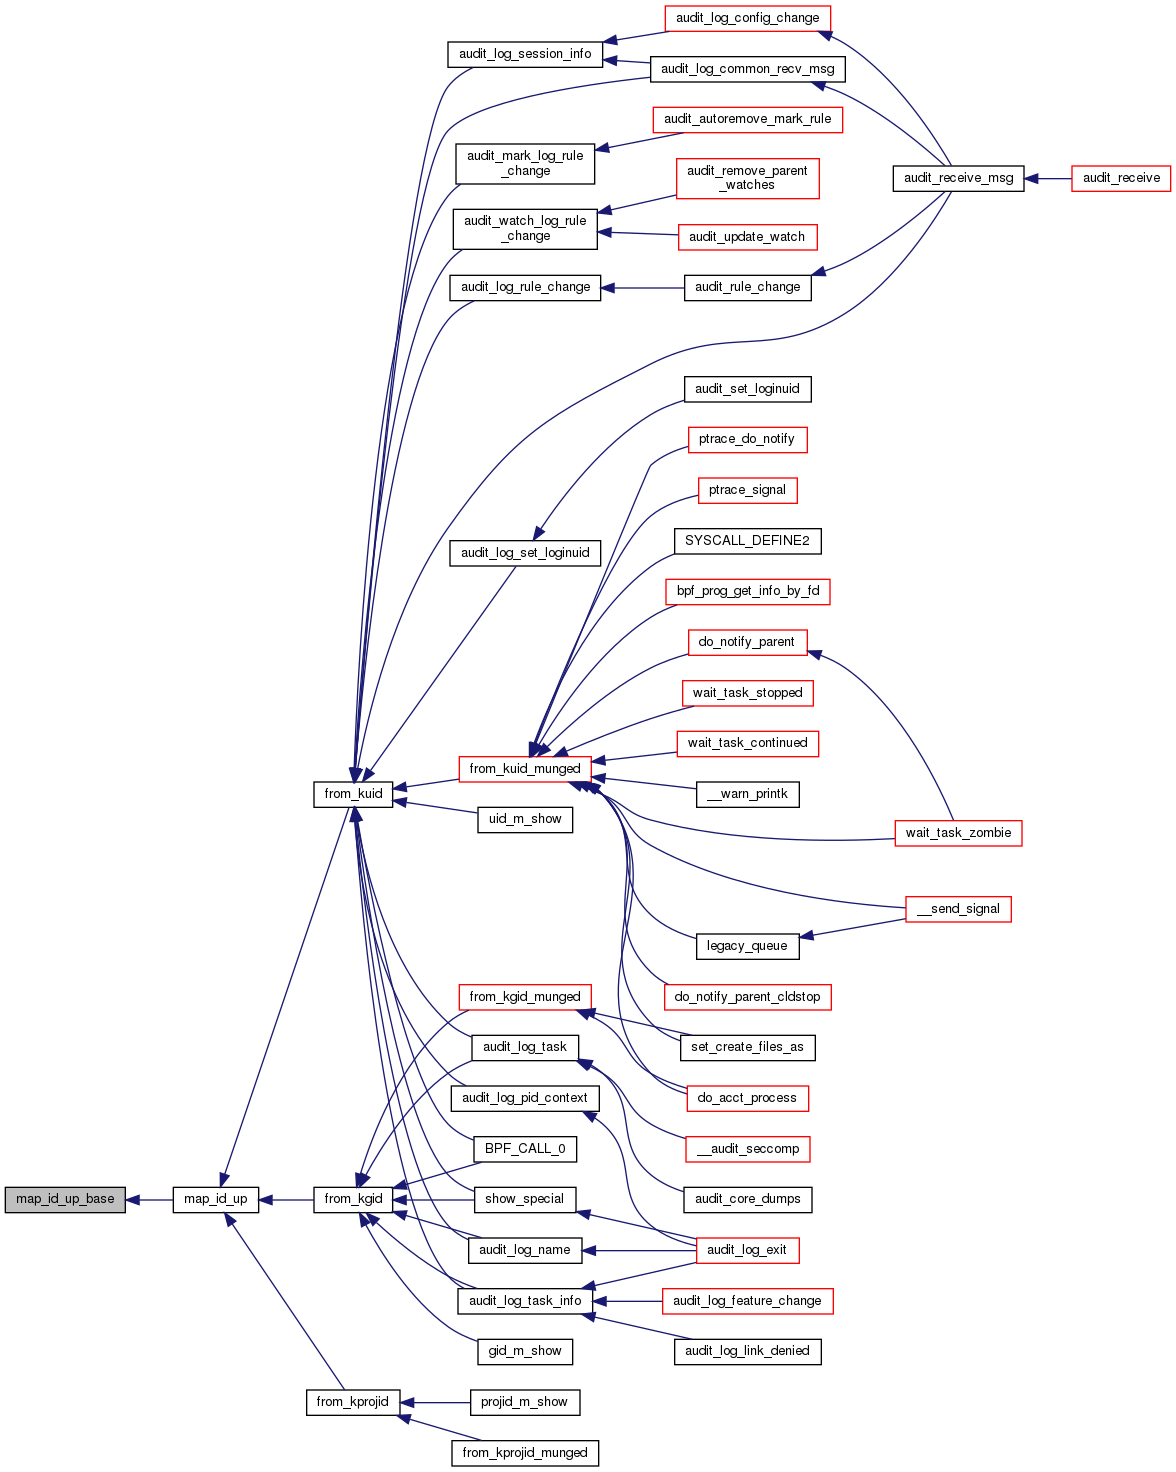 audit_log_config_change
audit_log_session_info
audit_log_common_recv_msg
audit_autoremove_mark_rule
audit_mark_log_rule
_change
audit_remove_parent
_watches
audit_receive_msg
audit_receive
audit_watch_log_rule
_change
audit_update_watch
audit_log_rule_change
audit_rule_change
audit_set_loginuid
ptrace_do_notify
ptrace_signal
SYSCALL_DEFINE2
audit_log_set_loginuid
bpf_prog_get_info_by_fd
do_notify_parent
wait_task_stopped
wait_task_continued
from_kuid_munged
from_kuid
__warn_printk
uid_m_show
wait_task_zombie
__send_signal
legacy_queue
from_kgid_munged
do_notify_parent_cldstop
audit_log_task
set_create_files_as
audit_log_pid_context
do_acct_process
BPF_CALL_0
__audit_seccomp
map_id_up_base
map_id_up
from_kgid
show_special
audit_core_dumps
audit_log_name
audit_log_exit
audit_log_task_info
audit_log_feature_change
gid_m_show
audit_log_link_denied
from_kprojid
projid_m_show
from_kprojid_munged